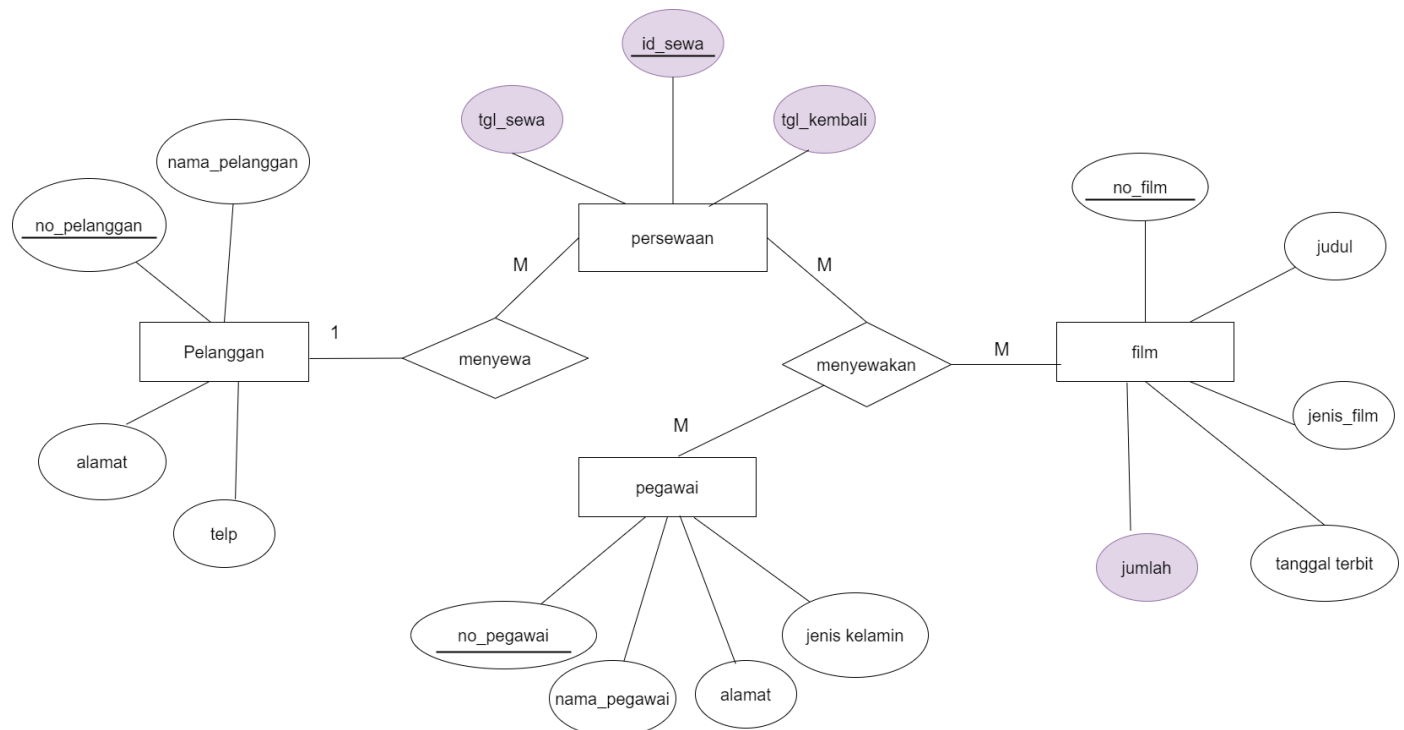 id_sewa
tgl_sewa
tgl_kembali
nama_pelanggan
no_film
no_pelanggan
persewaan
judul
M
M
Pelanggan
1
menyewa
menyewakan
M
film
jenis_film
M
alamat
pegawai
telp
jumlah
tanggal terbit
no_pegawai
jenis kelamin
nama_pegawai
alamat